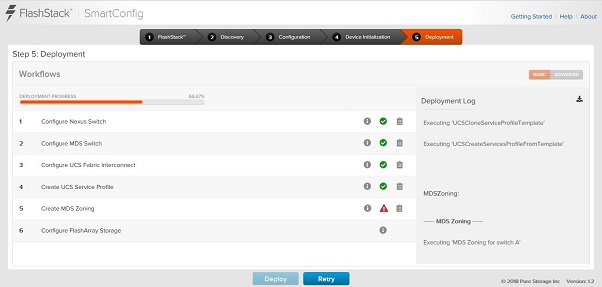 FlashStack™ SmartConfig
Getting Started | Help | About
1 FlashStack™ 2 Discovery 3 Configuration 4 Device Initialization 5 Deployment
Step 5: Deployment
Workflows
BASIC ADVANCED
DEPLOYMENT PROGRESS 66.67%
1 Configure Nexus Switch
2 Configure MDS Switch
3 Configure UCS Fabric Interconnect
4 Create UCS Service Profile
5 Create MDS Zoning
6 Configure FlashArray Storage
Deployment Log
Executing 'UCSCloneServiceProfileTemplate'
Executing 'UCSCreateServicesProfileFromTemplate'
MDSZoning:
------ MDS Zoning ------
Executing 'MDS Zoning for switch A'
Deploy Retry
© 2018 Pure Storage Inc Version: 1.2